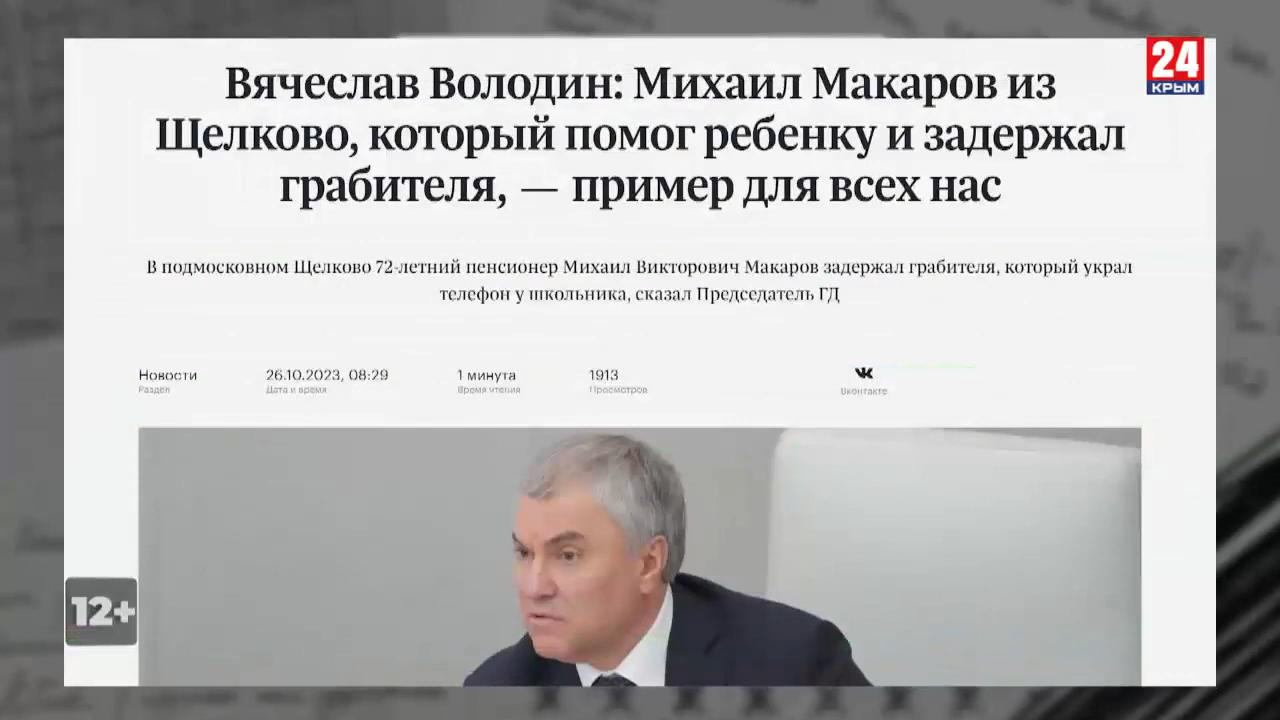 24
КРЫМ
Вячеслав Володин: Михаил Макаров из
Щелково, который помог ребенку и задержал
грабителя, — пример для всех нас
В подмосковном Щелково 72-летний пенсионер Михаил Викторович Макаров задержал грабителя, который украл
телефон у школьника, сказал Председатель ГД
Новости 26.10.2023, 08:29 1 минута 1913
Раздел Дата и время Время чтения Просмотров Вконтакте
12+